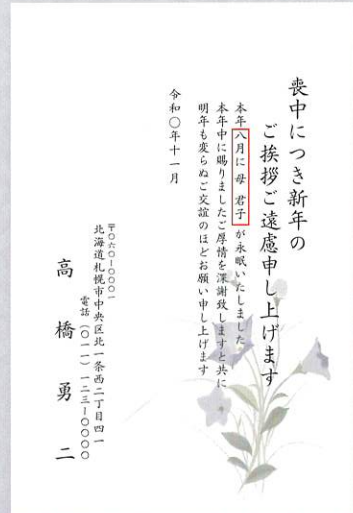 喪中につき新年の
ご挨拶ご遠慮申し上げます
本年八月に 母 君子 が永眠いたしました
本年中に賜りましたご厚情を深謝致しますと共に
明年も変らぬご交誼のほどお願い申し上げます
令和〇年十一月
〒〇六〇-〇〇〇一
北海道札幌市中央区北一条西二丁目四一
電話(〇一一)一二三-〇〇〇〇
高橋勇二